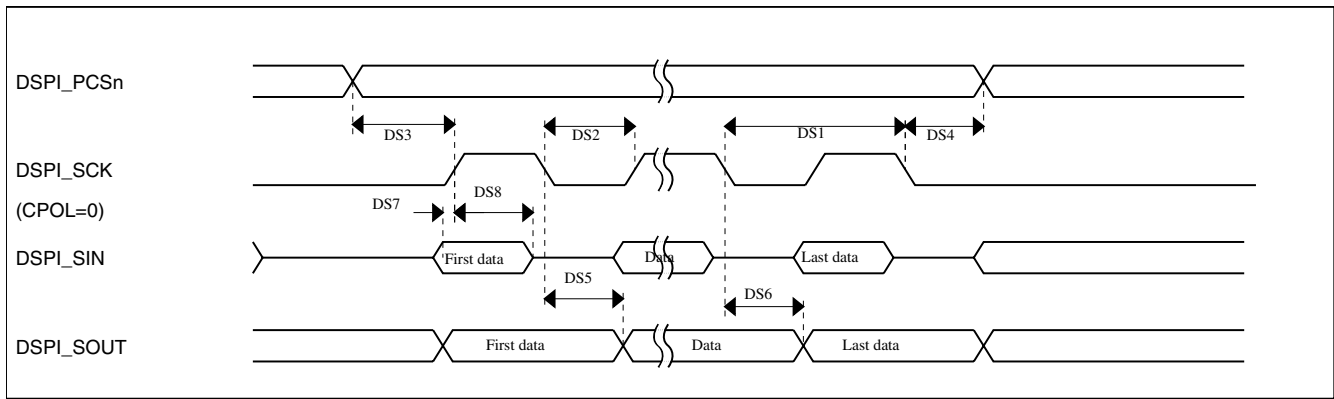 DSPI_PCSn
DS3
DS2
DS1
DS4
DSPI_SCK
(CPOL=0)
DS7
DS8
DSPI_SIN
First data
Data
Last data
DS5
DS6
DSPI_SOUT
First data
Data
Last data